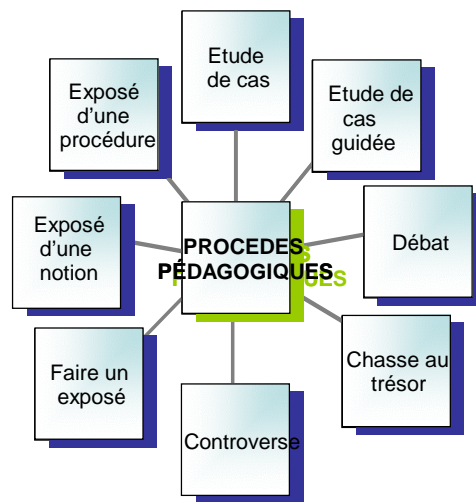 Etude
de cas
Exposé
d'une
procédure
Etude de
cas
guidée
Exposé
d'une
notion
PROCEDES
PÉDAGOGIQUES
Débat
Faire un
exposé
Chasse au
trésor
Controverse